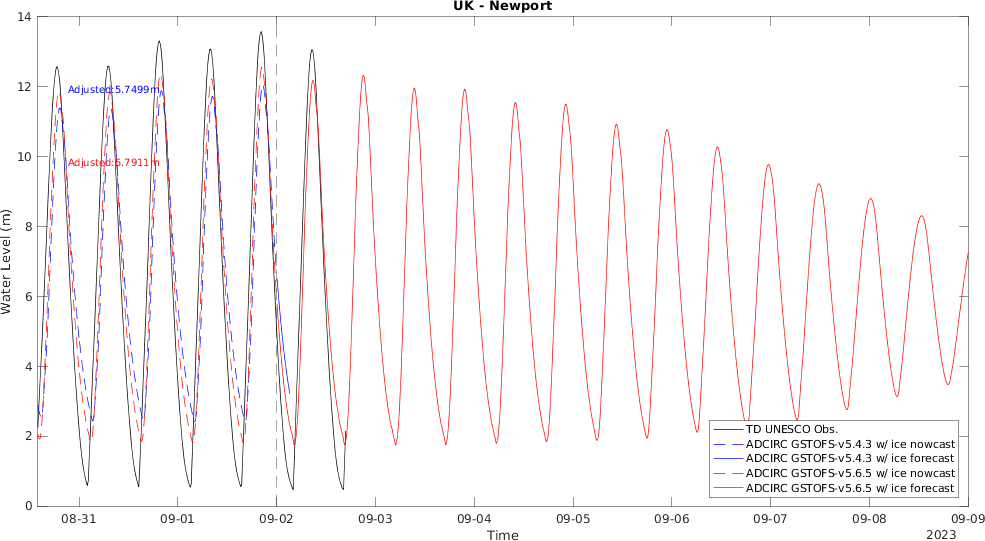 UK - Newport
14
12
10
8
6
4
2
0
Water Level (m)
Adjusted:5.7499m
Adjusted:5.7911m
08-31 09-01 09-02 09-03 09-04 09-05 09-06 09-07 09-08 09-09
Time
2023
TD UNESCO Obs.
ADCIRC GSTOFS-v5.4.3 w/ ice nowcast
ADCIRC GSTOFS-v5.4.3 w/ ice forecast
ADCIRC GSTOFS-v5.6.5 w/ ice nowcast
ADCIRC GSTOFS-v5.6.5 w/ ice forecast